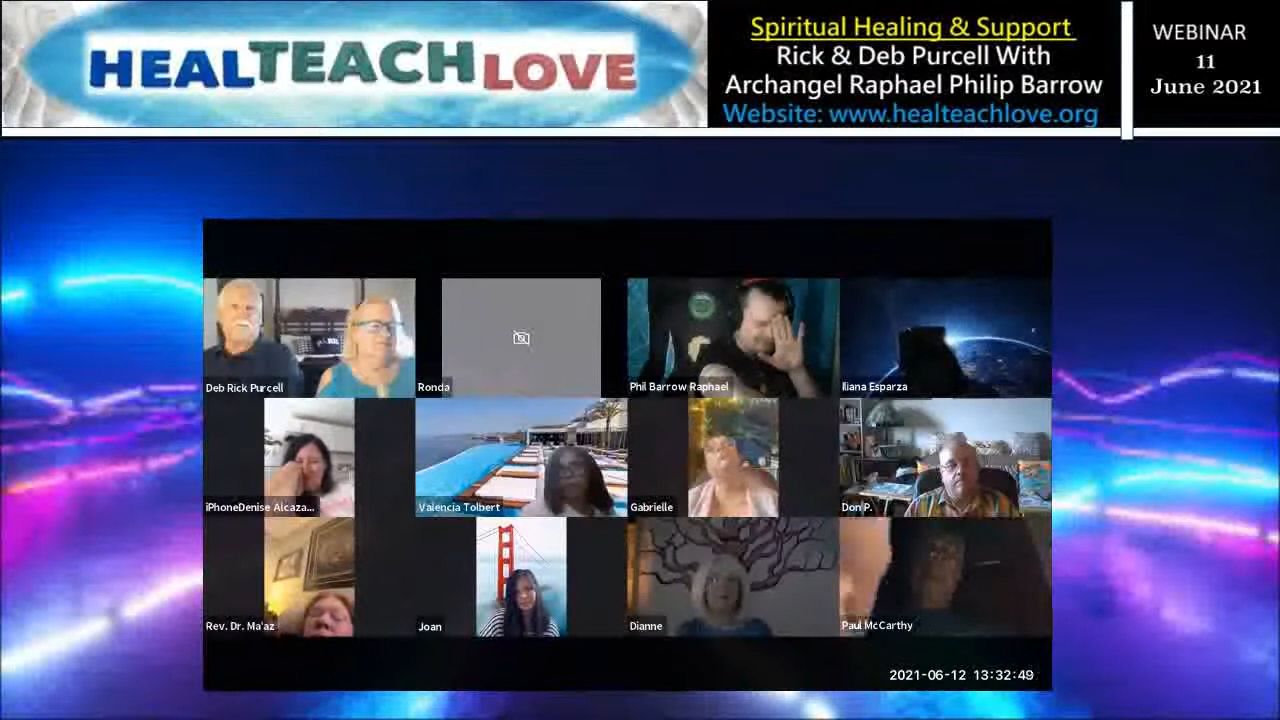 HEALTEACHLOVE
Spiritual Healing & Support
Rick & Deb Purcell With
Archangel Raphael Philip Barrow
Website: www.healteachlove.org
WEBINAR
11
June 2021
Deb Rick Purcell
Ronda
Phil Barrow Raphael
Iliana Esparza
iPhoneDenise Alcaza...
Valencia Tolbert
Gabrielle
Don P.
Rev. Dr. Ma'az
Joan
Dianne
Paul McCarthy
2021-06-12 13:32:49